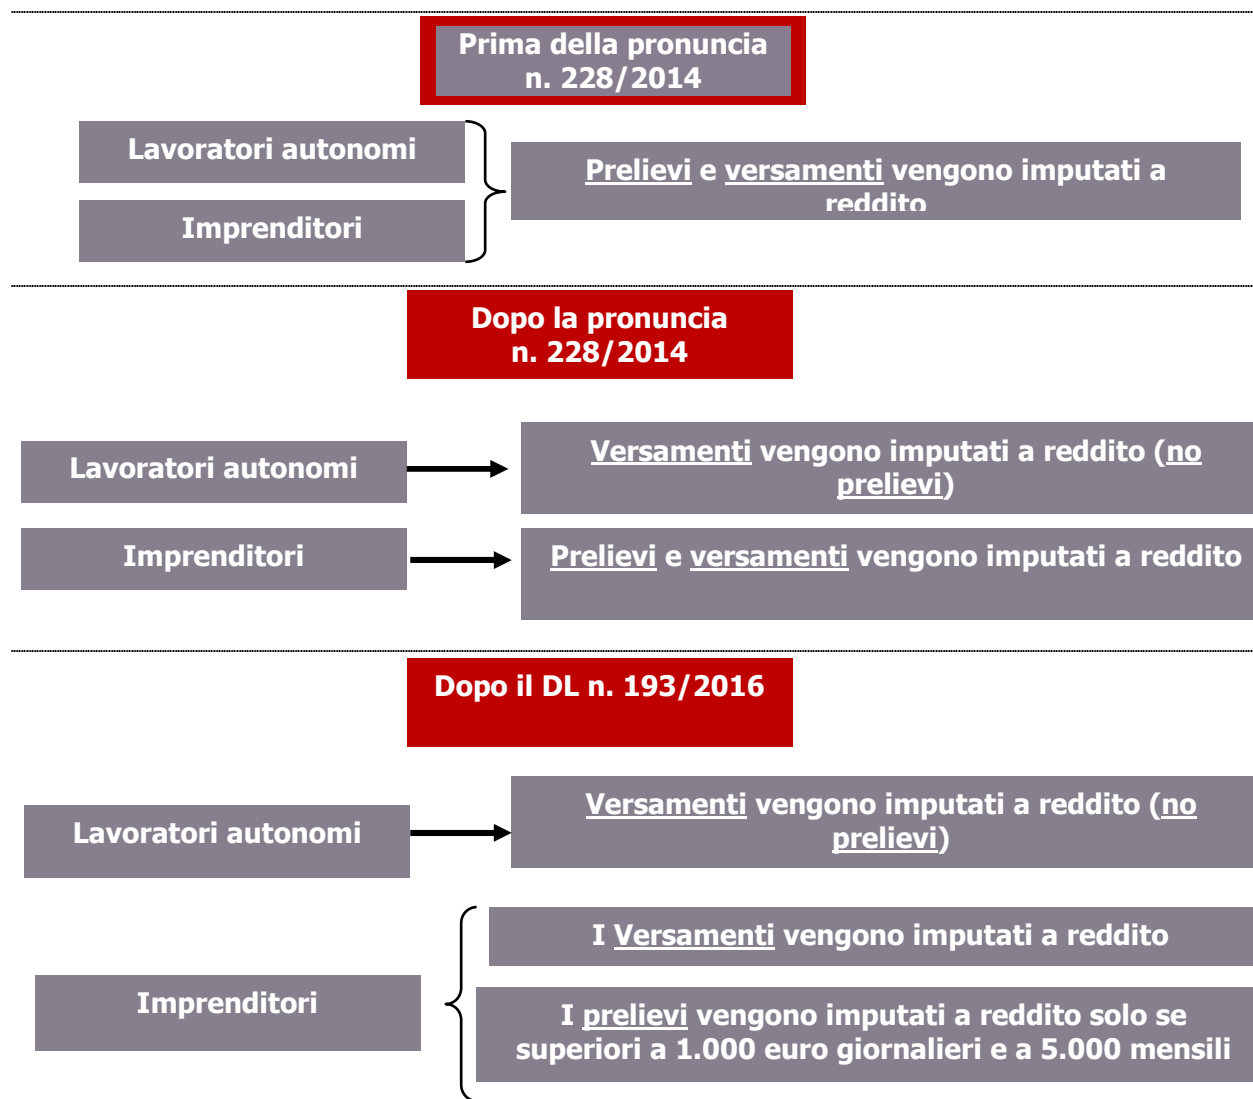 Prima della pronuncia
n. 228/2014
Lavoratori autonomi
Imprenditori
Prelievi e versamenti vengono imputati a
reddito
Dopo la pronuncia
n. 228/2014
Lavoratori autonomi
Versamenti vengono imputati a reddito (no
prelievi)
Imprenditori
Prelievi e versamenti vengono imputati a reddito
Dopo il DL n. 193/2016
Lavoratori autonomi
Versamenti vengono imputati a reddito (no
prelievi)
Imprenditori
I Versamenti vengono imputati a reddito
I prelievi vengono imputati a reddito solo se
superiori a 1.000 euro giornalieri e a 5.000 mensili